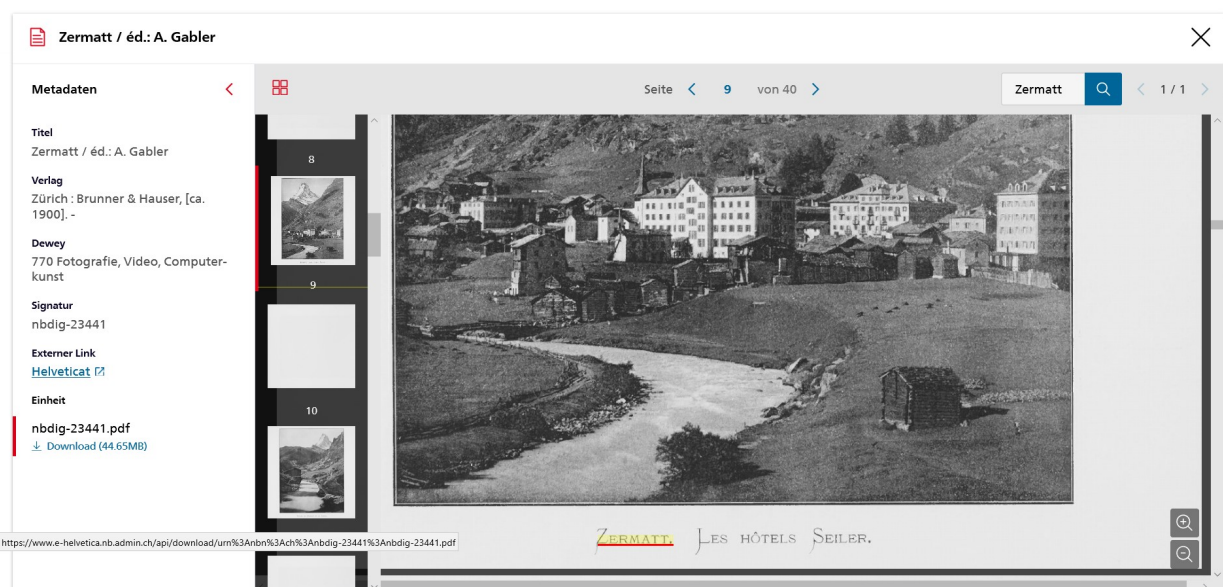 Zermatt / éd.: A. Gabler
Metadaten
Titel
Zermatt / éd.: A. Gabler
Verlag
Zürich : Brunner & Hauser, [ca.
1900]. -
Dewey
770 Fotografie, Video, Computer-
kunst
Signatur
nbdig-23441
Externer Link
Helveticat
Einheit
nbdig-23441.pdf
Download (44.65MB)
https://www.e-helvetica.nb.admin.ch/api/download/urn%3Anbn%3Ach%3Anbdig-23441%3Anbdig-23441.pdf
Seite 9 von 40
Zermatt
1 / 1
8
9
10
ZERMATT. LES HÔTELS SEILER.